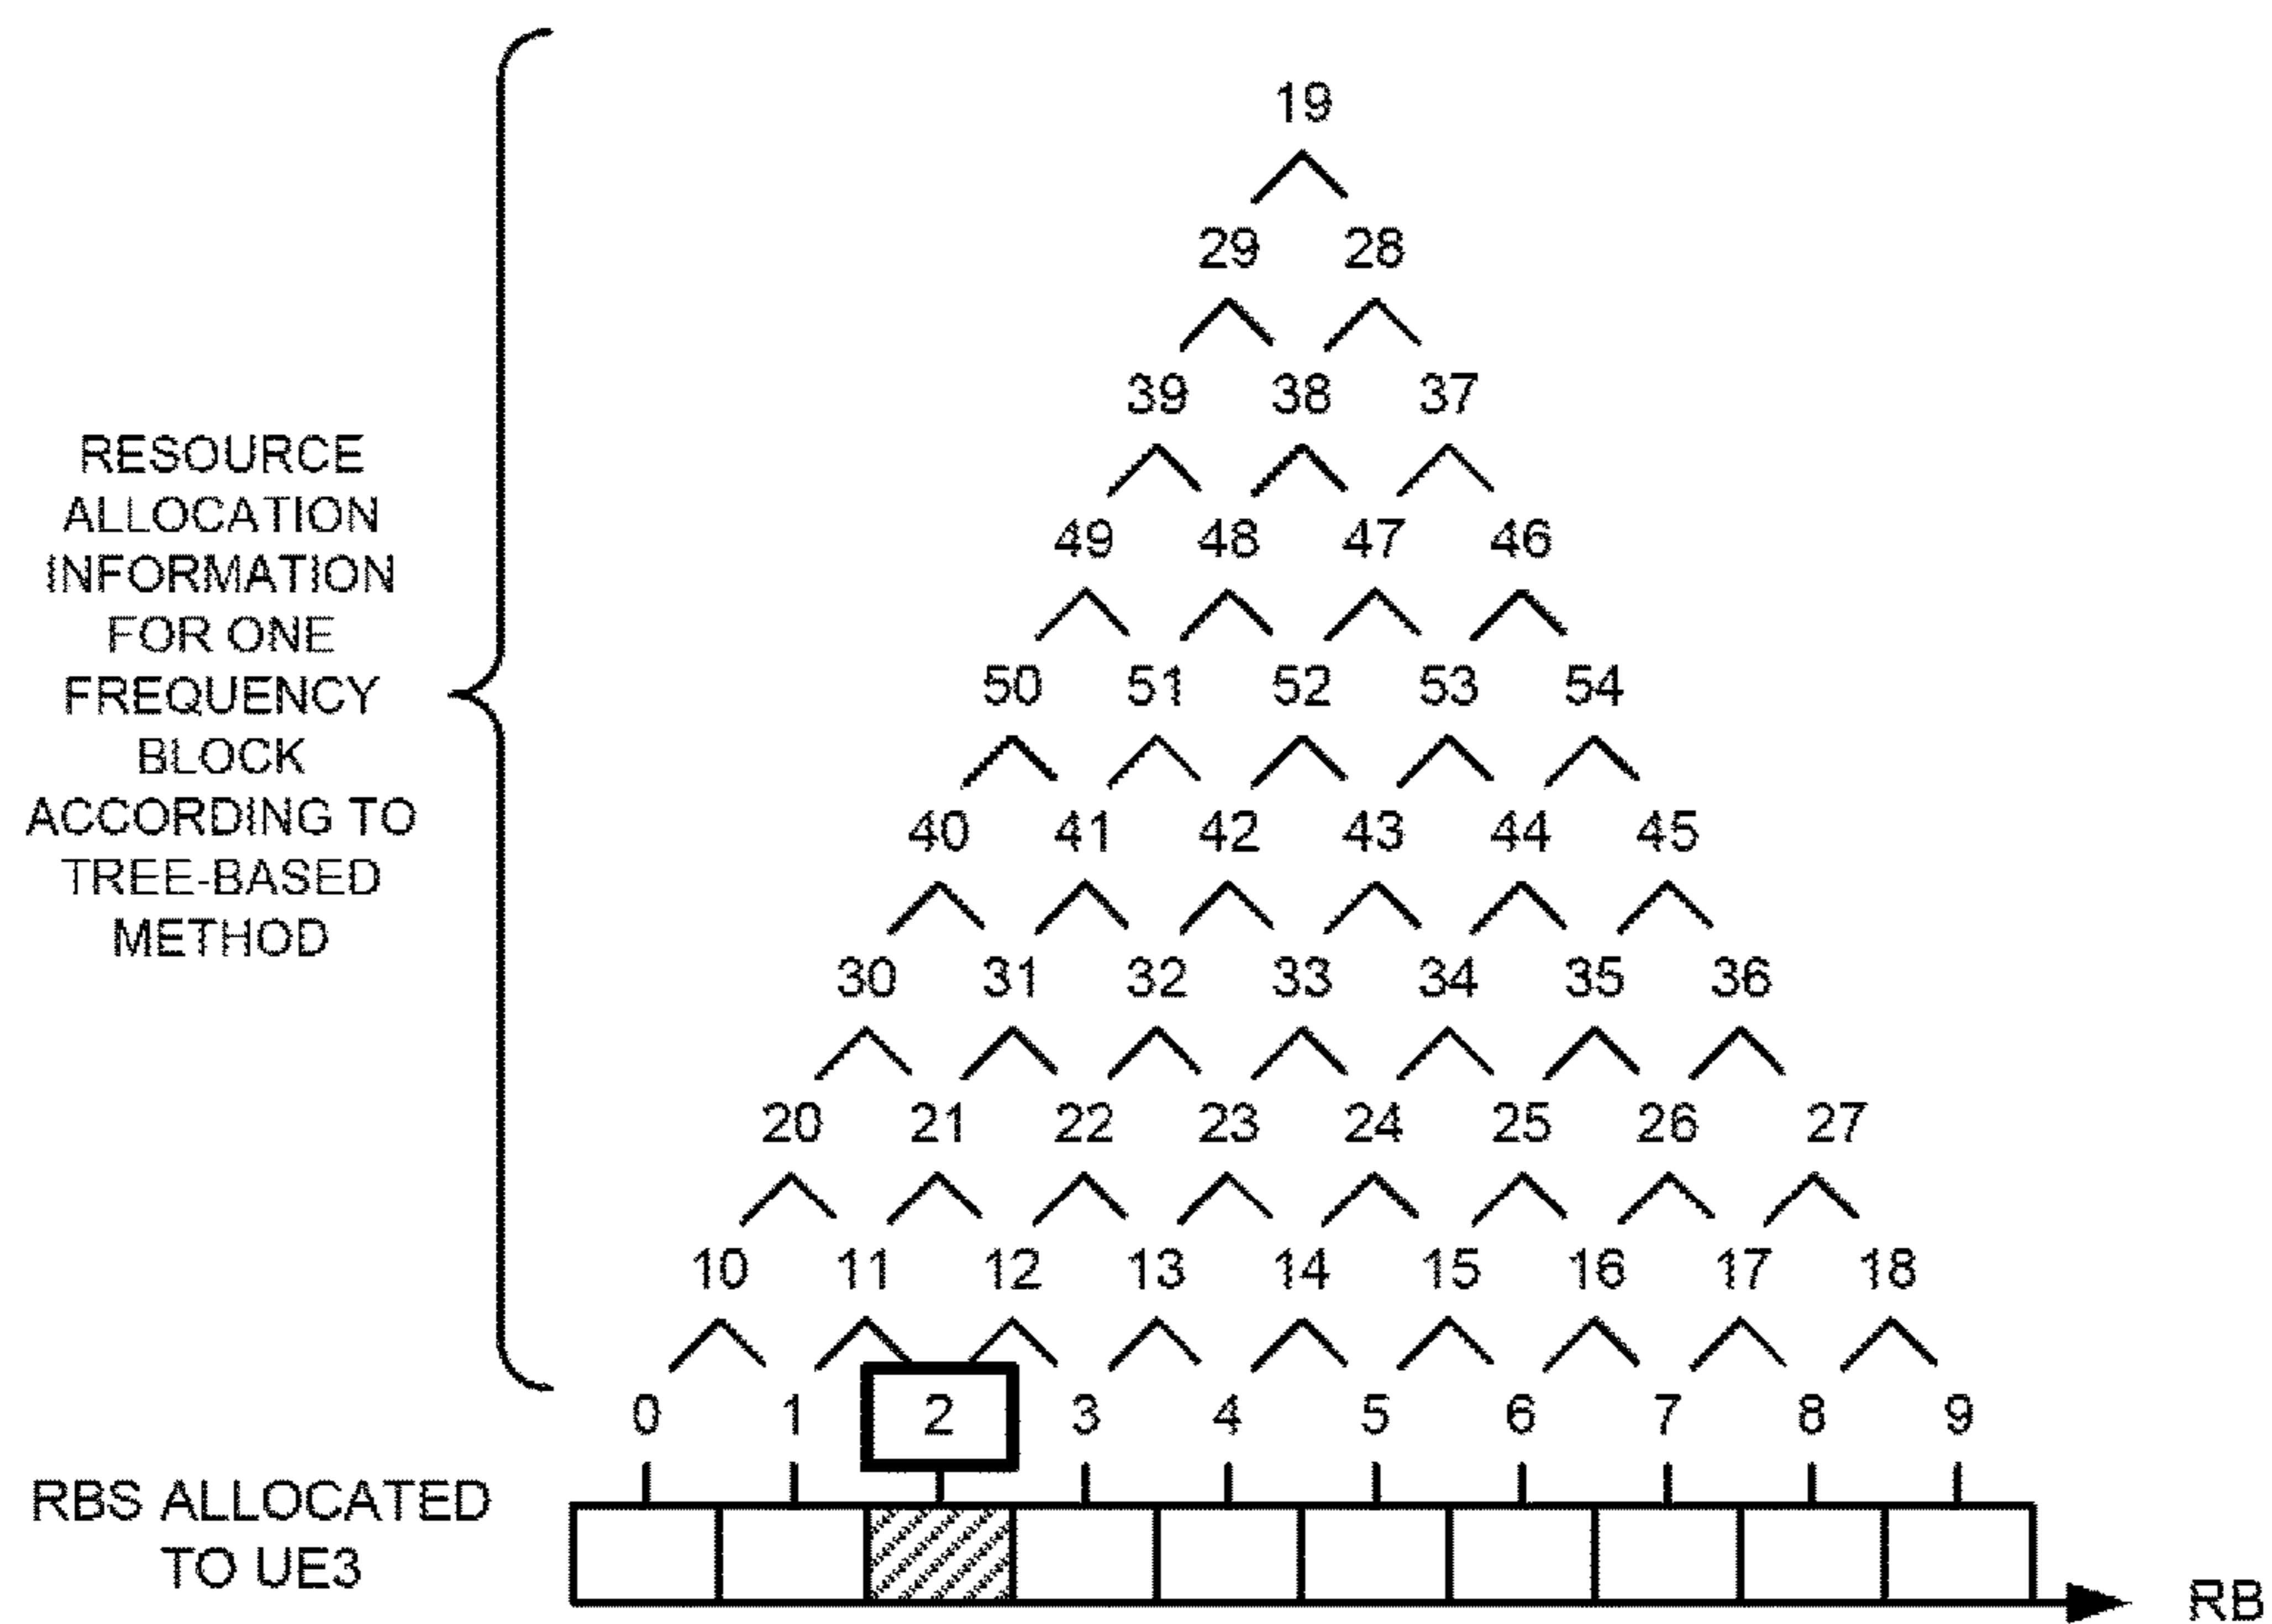 19
29 28
39 38 37
49 48 47 46
50 51 52 53 54
40 41 42 43 44 45
30 31 32 33 34 35 36
20 21 22 23 24 25 26 27
10 11 12 13 14 15 16 17 18
0 1 2 3 4 5 6 7 8 9
RESOURCE
ALLOCATION
INFORMATION
FOR ONE
FREQUENCY
BLOCK
ACCORDING TO
TREE-BASED
METHOD
RBS ALLOCATED
TO UE3
RB